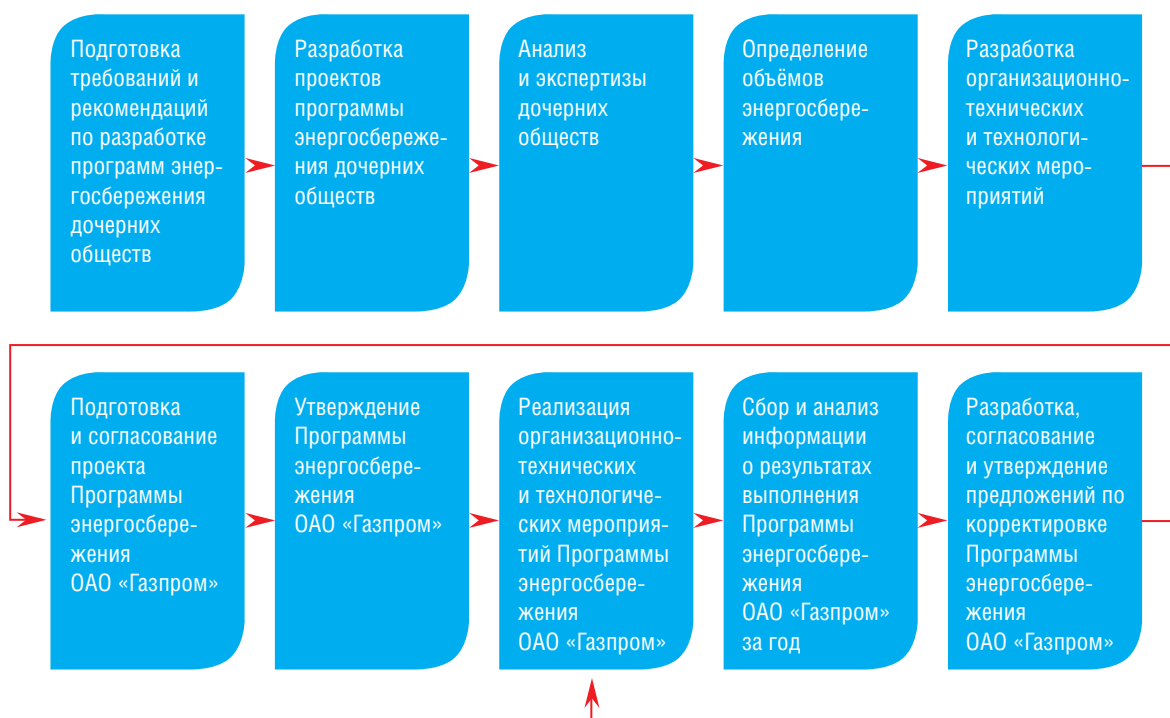 Подготовка
требований и
рекомендаций
по разработке
программ энер-
госбережения
дочерних
обществ
Разработка
проектов
программы
энергосбереже-
ния дочерних
обществ
Анализ
и экспертизы
дочерних
обществ
Определение
объёмов
энергосбере-
жения
Разработка
организационно-
технических
и технологи-
ческих меро-
приятий
Подготовка
и согласование
проекта
Программы
энергосбере-
жения
ОАО «Газпром»
Утверждение
Программы
энергосбере-
жения
ОАО «Газпром»
Реализация
организационно-
технических
и технологиче-
ских мероприя-
тий Программы
энергосбере-
жения
ОАО «Газпром»
Сбор и анализ
информации
о результатах
выполнения
Программы
энергосбере-
жения
ОАО «Газпром»
за год
Разработка,
согласование
и утверждение
предложений по
корректировке
Программы
энергосбере-
жения
ОАО «Газпром»